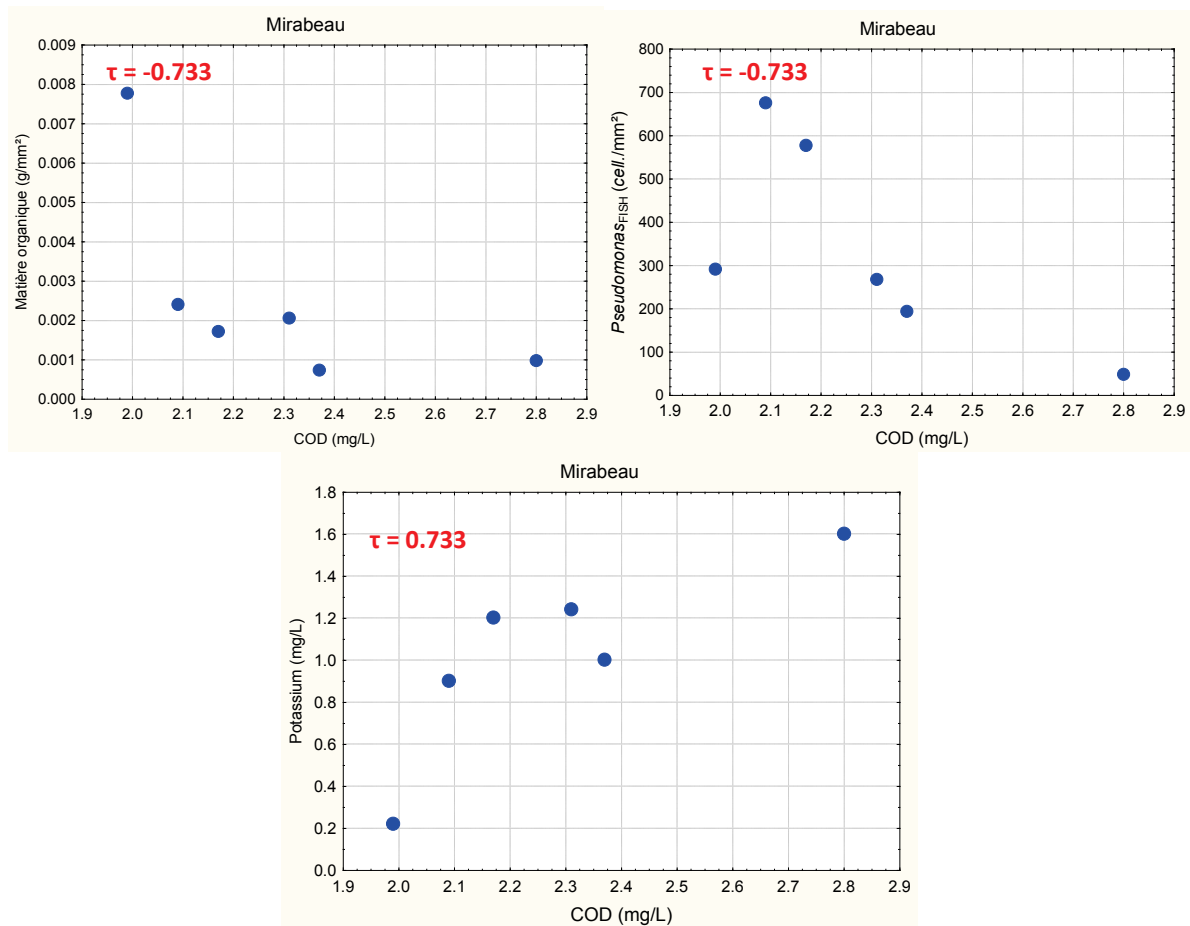 Mirabeau
τ = -0.733
0.009
0.008
0.007
0.006
0.005
0.004
0.003
0.002
0.001
0.000
Matière organique (g/mm²)
1.9 2.0 2.1 2.2 2.3 2.4 2.5 2.6 2.7 2.8 2.9
COD (mg/L)
Mirabeau
τ = -0.733
800
700
600
500
400
300
200
100
0
Pseudomonas FISH (cell./mm²)
1.9 2.0 2.1 2.2 2.3 2.4 2.5 2.6 2.7 2.8 2.9
COD (mg/L)
Mirabeau
τ = 0.733
1.8
1.6
1.4
1.2
1.0
0.8
0.6
0.4
0.2
0.0
Potassium (mg/L)
1.9 2.0 2.1 2.2 2.3 2.4 2.5 2.6 2.7 2.8 2.9
COD (mg/L)